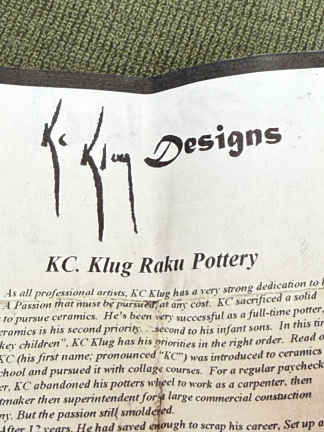 Kc Klug Designs
KC. Klug Raku Pottery
As all professional artists, KC Klug has a very strong dedication to
. A Passion that must be pursued, at any cost. KC sacrificed a solid
to pursue ceramics. He's been very successful as a full-time potter,
ceramics is his second priority. . .second to his infant sons. In this
key children", KC Klug has his priorities in the right order. Read
KC (his first name; pronounced "KC") was introduced to ceramics
school and pursued it with collage courses. For a regular paycheck
er, KC abandoned his potters wheel to work as a carpenter, then
tmaker then superintendent for a large commercial constuction
ny. But the passion still smoldered.
After 12 years, He had saved enough to scrap his career, Set up a